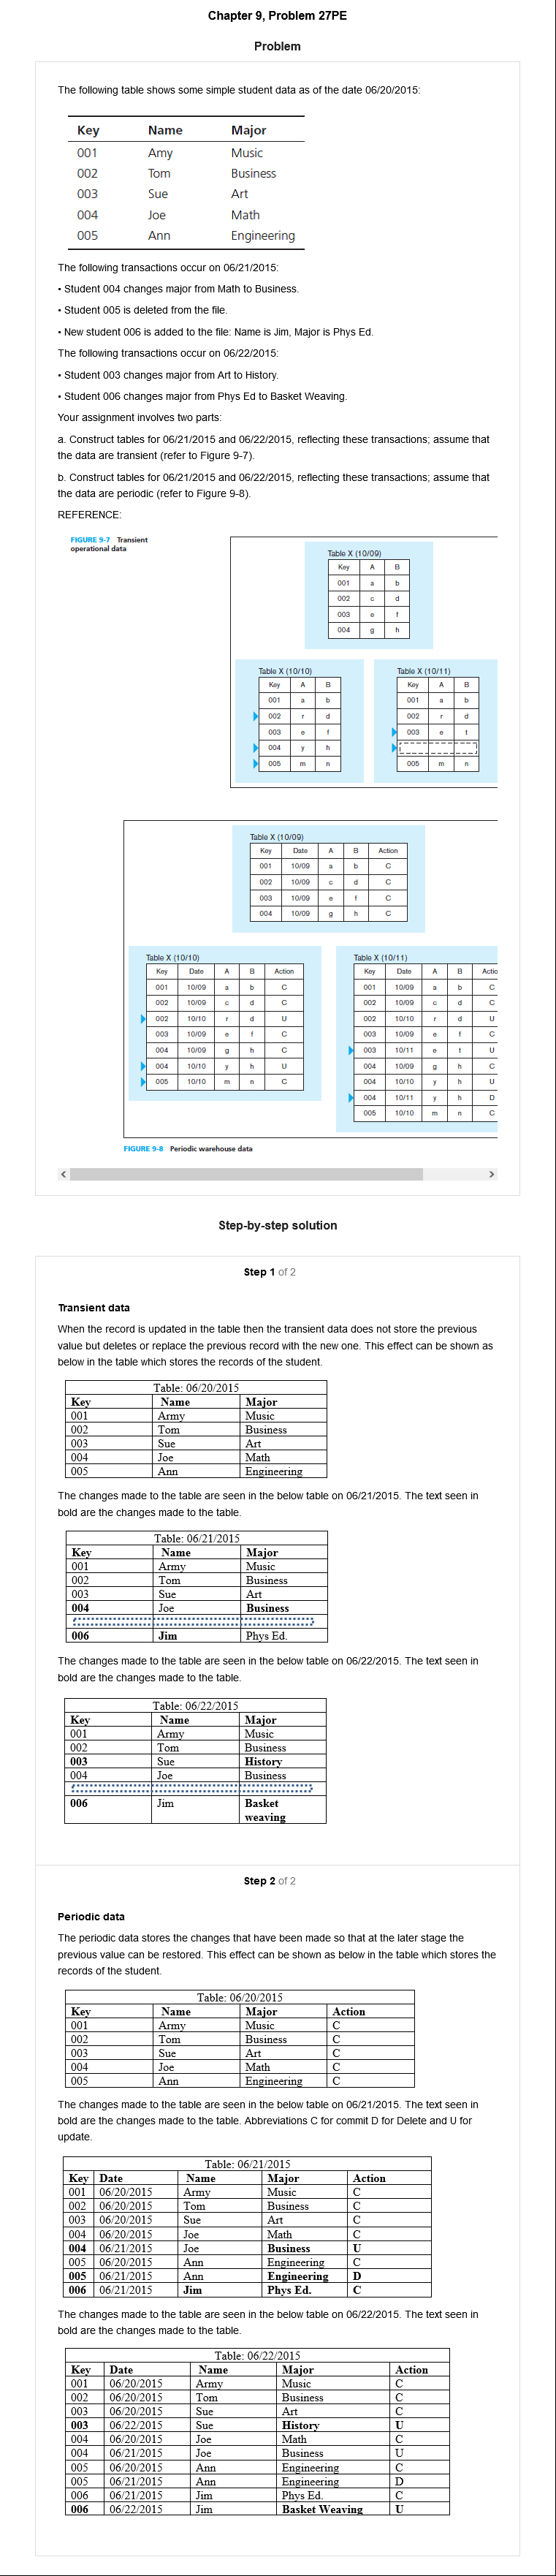 Chapter 9, Problem 27PE
Problem
The following table shows some simple student data as of the date 06/20/2015:
Key Name Major
001 Amy Music
002 Tom Business
003 Sue Art
004 Joe Math
005 Ann Engineering
The following transactions occur on 06/21/2015:
• Student 004 changes major from Math to Business.
• Student 005 is deleted from the file.
• New student 006 is added to the file: Name is Jim, Major is Phys Ed.
The following transactions occur on 06/22/2015:
• Student 003 changes major from Art to History.
• Student 006 changes major from Phys Ed to Basket Weaving.
Your assignment involves two parts:
a. Construct tables for 06/21/2015 and 06/22/2015, reflecting these transactions; assume that
the data are transient (refer to Figure 9-7).
b. Construct tables for 06/21/2015 and 06/22/2015, reflecting these transactions; assume that
the data are periodic (refer to Figure 9-8).
REFERENCE:
FIGURE 9-7 Transient
operational data
Table X (10/09)
Key A B
001 a b
002 c d
003 e f
004 g h
Table X (10/10)
Key A B
001 a b
002 r d
003 e f
004 y h
005 m n
Table X (10/11)
Key A B
001 a b
002 r d
003 e t
005 m n
Table X (10/09)
Key Date A B Action
001 10/09 a b C
002 10/09 c d C
003 10/09 e f C
004 10/09 g h C
Table X (10/10)
Key Date A B Action
001 10/09 a b C
002 10/09 c d C
002 10/10 r d U
003 10/09 e f C
004 10/09 g h C
004 10/10 y h U
005 10/10 m n C
Table X (10/11)
Key Date A B Actio
001 10/09 a b C
002 10/09 c d C
002 10/10 r d U
003 10/09 e f C
003 10/11 e t U
004 10/09 g h C
004 10/10 y h U
004 10/11 y h D
005 10/10 m n C
FIGURE 9-8 Periodic warehouse data
Step-by-step solution
Step 1 of 2
Transient data
When the record is updated in the table then the transient data does not store the previous
value but deletes or replace the previous record with the new one. This effect can be shown as
below in the table which stores the records of the student.
Table: 06/20/2015
Key Name Major
001 Army Music
002 Tom Business
003 Sue Art
004 Joe Math
005 Ann Engineering
The changes made to the table are seen in the below table on 06/21/2015. The text seen in
bold are the changes made to the table.
Table: 06/21/2015
Key Name Major
001 Army Music
002 Tom Business
003 Sue Art
004 Joe Business
006 Jim Phys Ed.
The changes made to the table are seen in the below table on 06/22/2015. The text seen in
bold are the changes made to the table.
Table: 06/22/2015
Key Name Major
001 Army Music
002 Tom Business
003 Sue History
004 Joe Business
006 Jim Basket
weaving
Step 2 of 2
Periodic data
The periodic data stores the changes that have been made so that at the later stage the
previous value can be restored. This effect can be shown as below in the table which stores the
records of the student.
Table: 06/20/2015
Key Name Major Action
001 Army Music C
002 Tom Business C
003 Sue Art C
004 Joe Math C
005 Ann Engineering C
The changes made to the table are seen in the below table on 06/21/2015. The text seen in
bold are the changes made to the table. Abbreviations C for commit D for Delete and U for
update.
Table: 06/21/2015
Key Date Name Major Action
001 06/20/2015 Army Music C
002 06/20/2015 Tom Business C
003 06/20/2015 Sue Art C
004 06/20/2015 Joe Math C
004 06/21/2015 Joe Business U
005 06/20/2015 Ann Engineering C
005 06/21/2015 Ann Engineering D
006 06/21/2015 Jim Phys Ed. C
The changes made to the table are seen in the below table on 06/22/2015. The text seen in
bold are the changes made to the table.
Table: 06/22/2015
Key Date Name Major Action
001 06/20/2015 Army Music C
002 06/20/2015 Tom Business C
003 06/20/2015 Sue Art C
003 06/22/2015 Sue History U
004 06/20/2015 Joe Math C
004 06/21/2015 Joe Business U
005 06/20/2015 Ann Engineering C
005 06/21/2015 Ann Engineering D
006 06/21/2015 Jim Phys Ed. C
006 06/22/2015 Jim Basket Weaving U